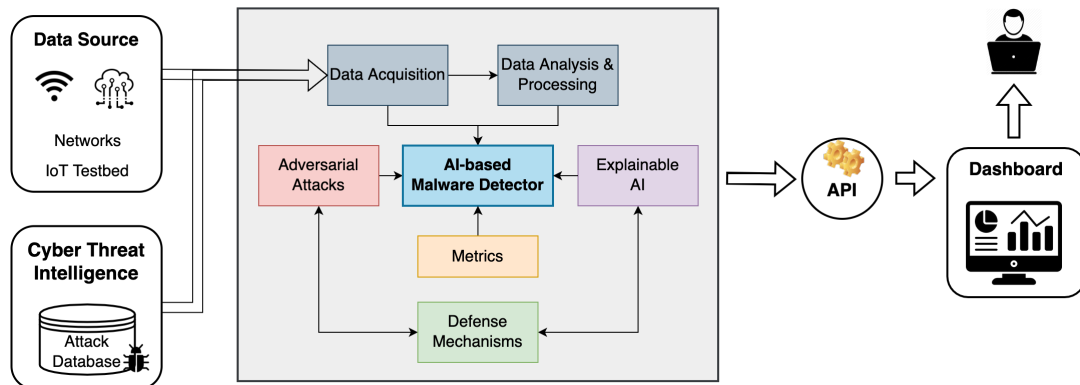 Data Source
Networks
IoT Testbed
Cyber Threat
Intelligence
Attack
Database
Data Acquisition
Data Analysis &
Processing
Adversarial
Attacks
AI-based
Malware Detector
Explainable
AI
Metrics
Defense
Mechanisms
API
Dashboard